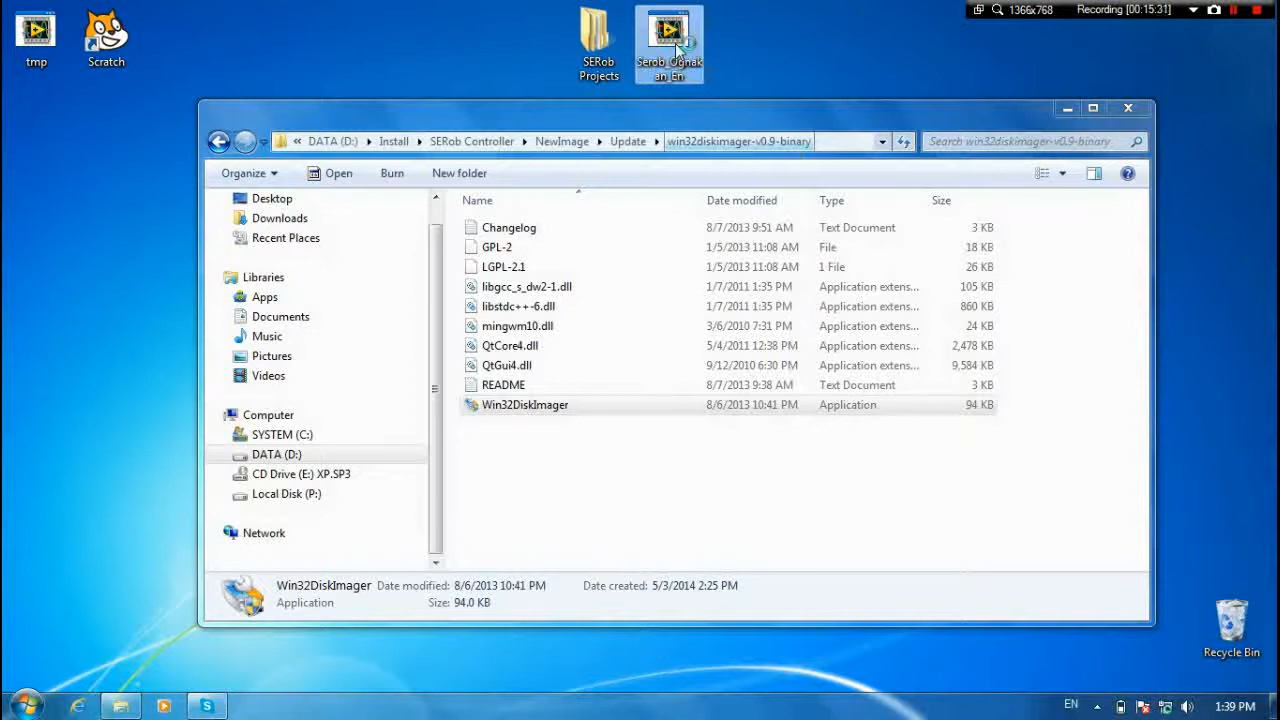 1366x768 Recording [00:15:31]
tmp
Scratch
SERob
Projects
Serob_Ognak
an_En
« DATA (D:) Install SERob Controller NewImage Update win32diskimager-v0.9-binary Search win32diskimager-v0.9-binary
Organize Open Burn New folder
Desktop
Downloads
Recent Places
Libraries
Apps
Documents
Music
Pictures
Videos
Computer
SYSTEM (C:)
DATA (D:)
CD Drive (E:) XP.SP3
Local Disk (P:)
Network
Name Date modified Type Size
Changelog 8/7/2013 9:51 AM Text Document 3 KB
GPL-2 1/5/2013 11:08 AM File 18 KB
LGPL-2.1 1/5/2013 11:08 AM 1 File 26 KB
libgcc_s_dw2-1.dll 1/7/2011 1:35 PM Application extens... 105 KB
libstdc++-6.dll 1/7/2011 1:35 PM Application extens... 860 KB
mingwm10.dll 3/6/2010 7:31 PM Application extens... 24 KB
QtCore4.dll 5/4/2011 12:38 PM Application extens... 2,478 KB
QtGui4.dll 9/12/2010 6:30 PM Application extens... 9,584 KB
README 8/7/2013 9:38 AM Text Document 3 KB
Win32DiskImager 8/6/2013 10:41 PM Application 94 KB
Win32DiskImager Date modified: 8/6/2013 10:41 PM Date created: 5/3/2014 2:25 PM
Application Size: 94.0 KB
Recycle Bin
EN 1:39 PM